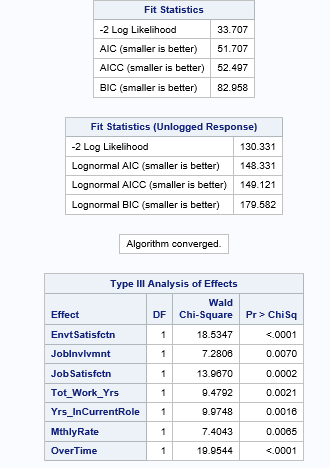 Fit Statistics
-2 Log Likelihood 33.707
AIC (smaller is better) 51.707
AICC (smaller is better) 52.497
BIC (smaller is better) 82.958
Fit Statistics (Unlogged Response)
-2 Log Likelihood 130.331
Lognormal AIC (smaller is better) 148.331
Lognormal AICC (smaller is better) 149.121
Lognormal BIC (smaller is better) 179.582
Algorithm converged.
Type III Analysis of Effects
Effect DF Wald Chi-Square Pr > ChiSq
EnvtSatisfctn 1 18.5347 <.0001
JobInvlvmnt 1 7.2806 0.0070
JobSatisfctn 1 13.9670 0.0002
Tot_Work_Yrs 1 9.4792 0.0021
Yrs_InCurrentRole 1 9.9748 0.0016
MthlyRate 1 7.4043 0.0065
OverTime 1 19.9544 <.0001